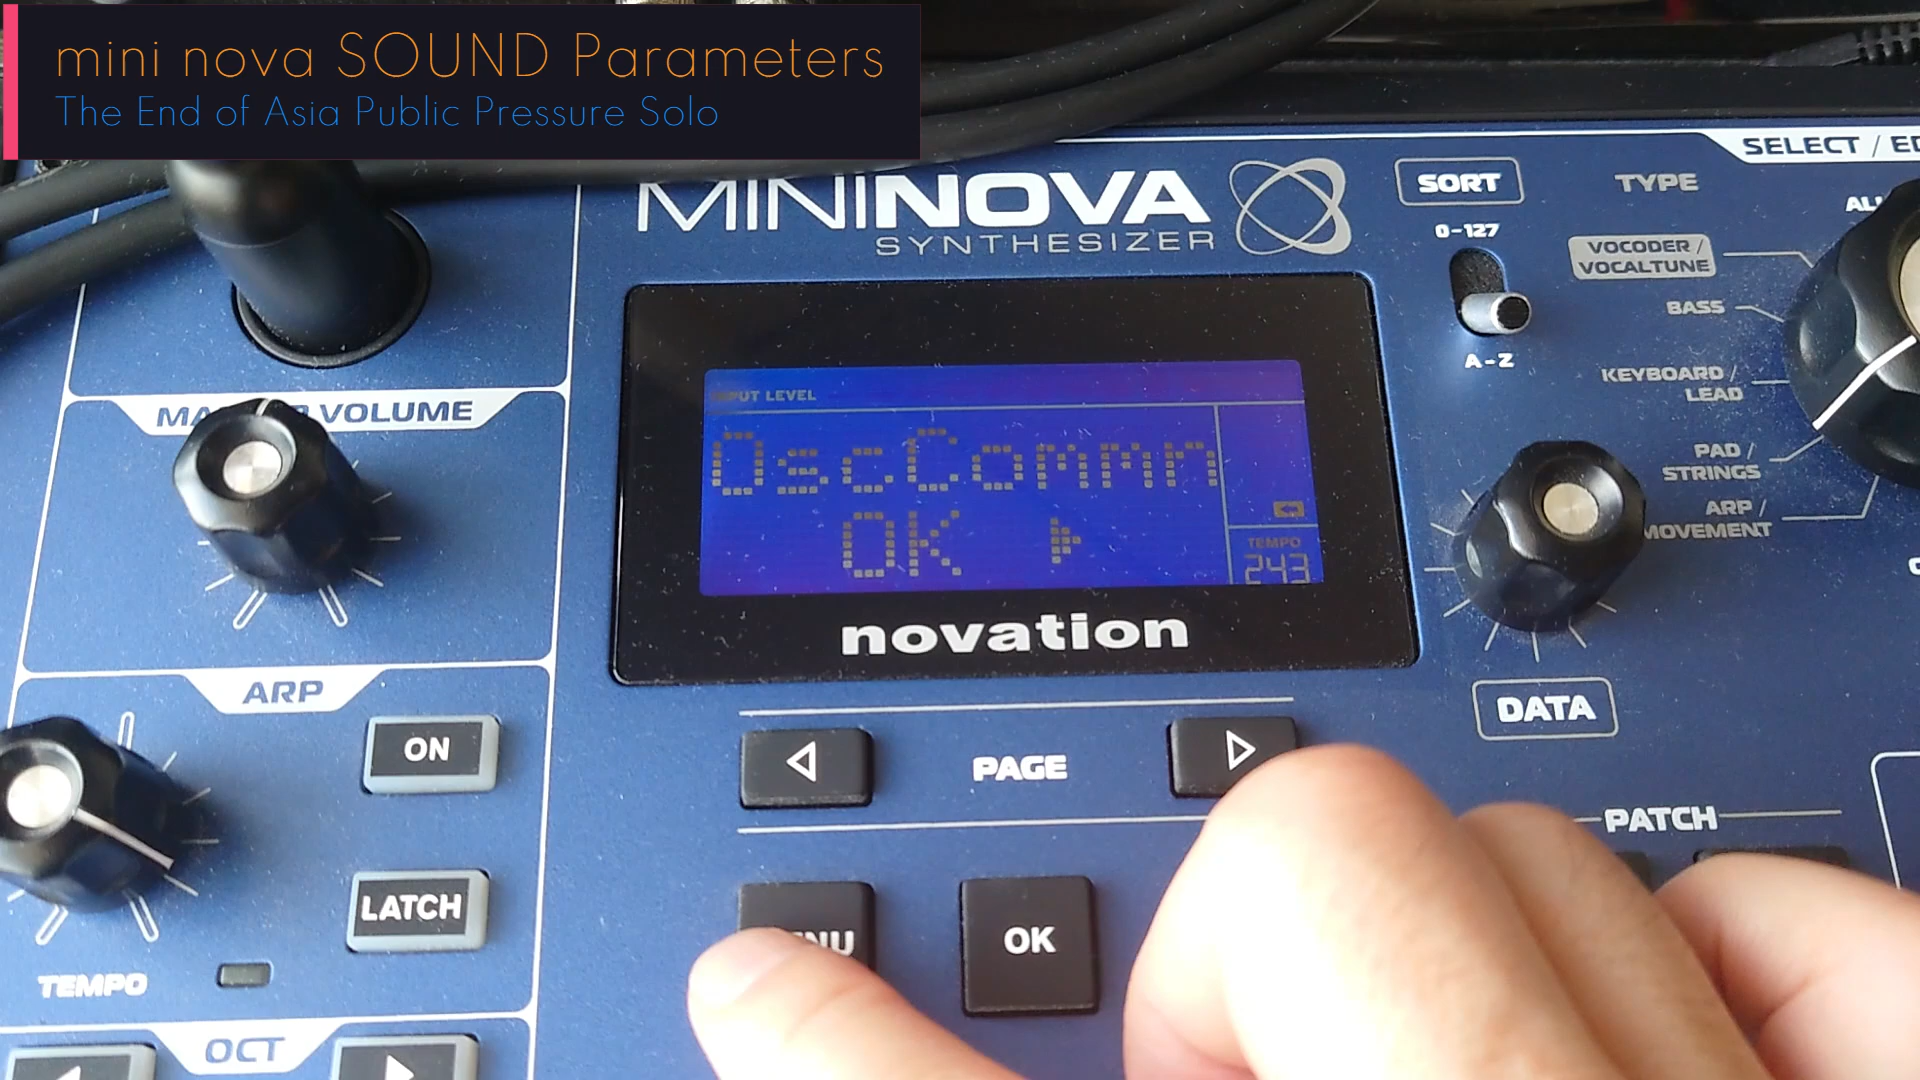 mini nova SOUND Parameters
The End of Asia Public Pressure Solo
MININOVA
SYNTHESIZER
SORT
0-127
A-Z
TYPE
VOCODER /
VOCALTUNE
BASS
KEYBOARD /
LEAD
PAD /
STRINGS
ARP /
MOVEMENT
SELECT /
VOLUME
INPUT LEVEL
OscCommn
OK
TEMPO
243
novation
DATA
ARP
ON
LATCH
TEMPO
OCT
PAGE
OK
PATCH